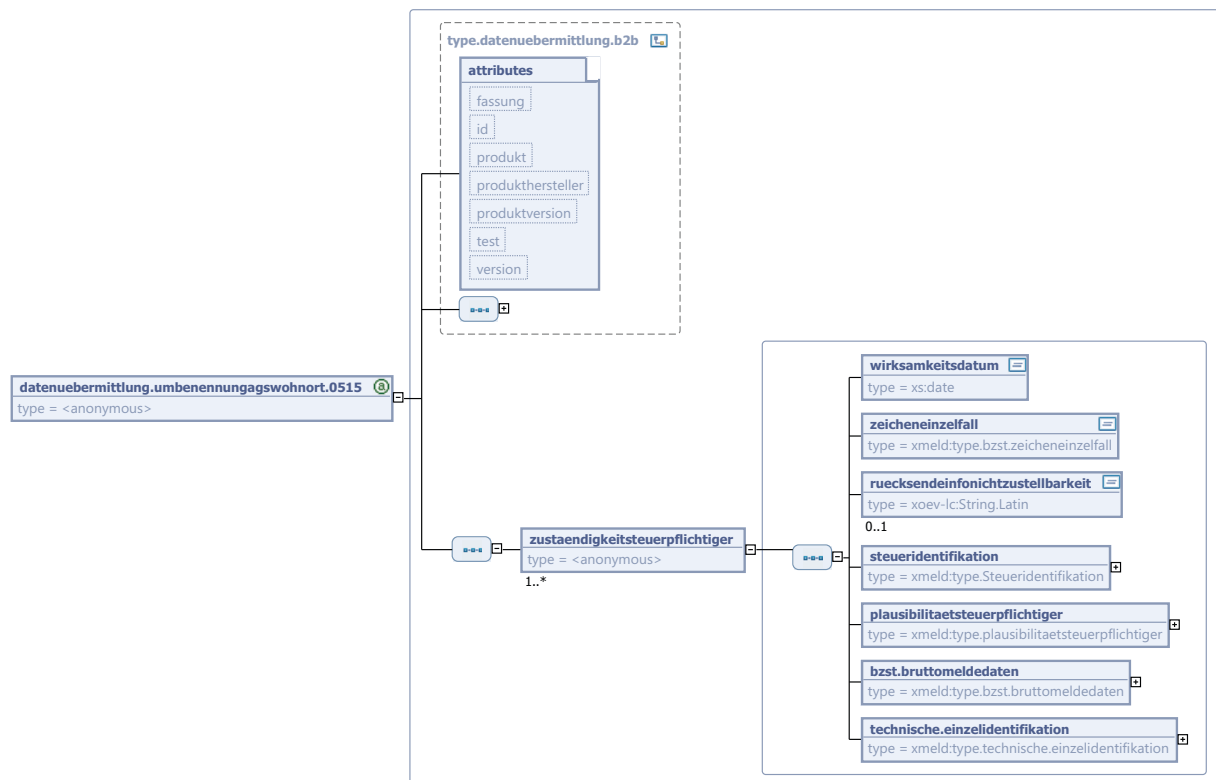 type.datenuebermittlung.b2b
attributes
fassung
id
produkt
produkthersteller
produktversion
test
version
datenuebermittlung.umbenennungagswohnort.0515
type = <anonymous>
zustaendigkeitsteuerpflichtiger
type = <anonymous>
1..*
wirksamkeitsdatum
type = xs:date
zeicheneinzelfall
type = xmeld:type.bzst.zeicheneinzelfall
ruecksendeinfonichtzustellbarkeit
type = xoev-lc:String.Latin
0..1
steueridentifikation
type = xmeld:type.Steueridentifikation
plausibilitaetsteuerpflichtiger
type = xmeld:type.plausibilitaetsteuerpflichtiger
bzst.bruttomeldedaten
type = xmeld:type.bzst.bruttomeldedaten
technische.einzelidentifikation
type = xmeld:type.technische.einzelidentifikation